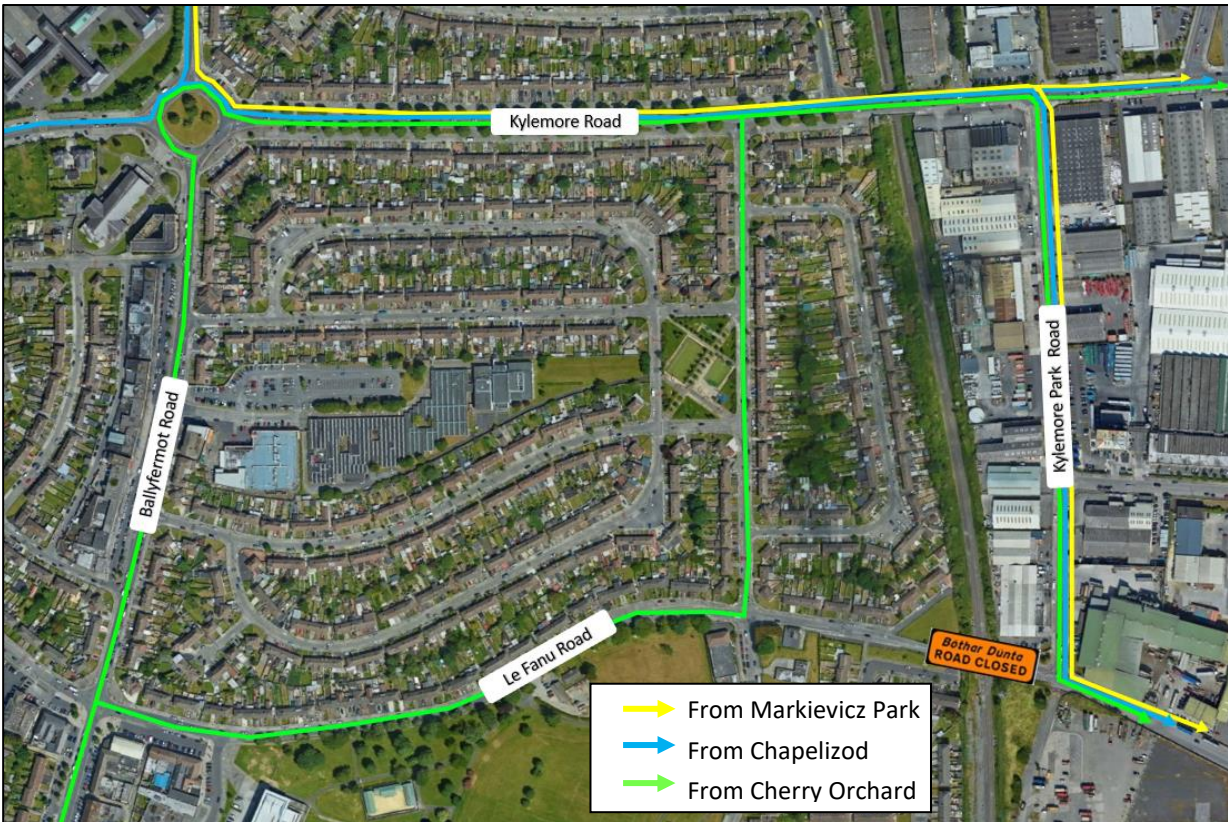 Kylemore Road
Ballyfermot Road
Kylemore Park Road
Le Fanu Road
Bóthar Dúnta
ROAD CLOSED
From Markievicz Park
From Chapelizod
From Cherry Orchard